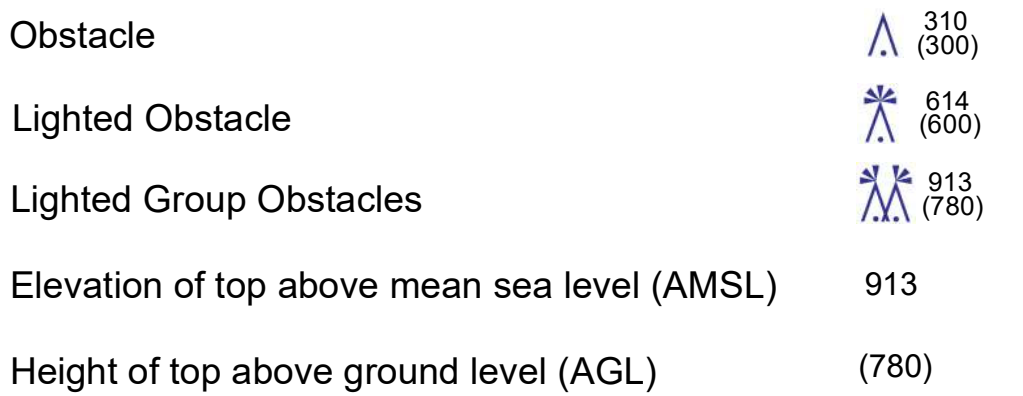 Obstacle 310
(300)
Lighted Obstacle 614
(600)
Lighted Group Obstacles 913
(780)
Elevation of top above mean sea level (AMSL) 913
Height of top above ground level (AGL) (780)